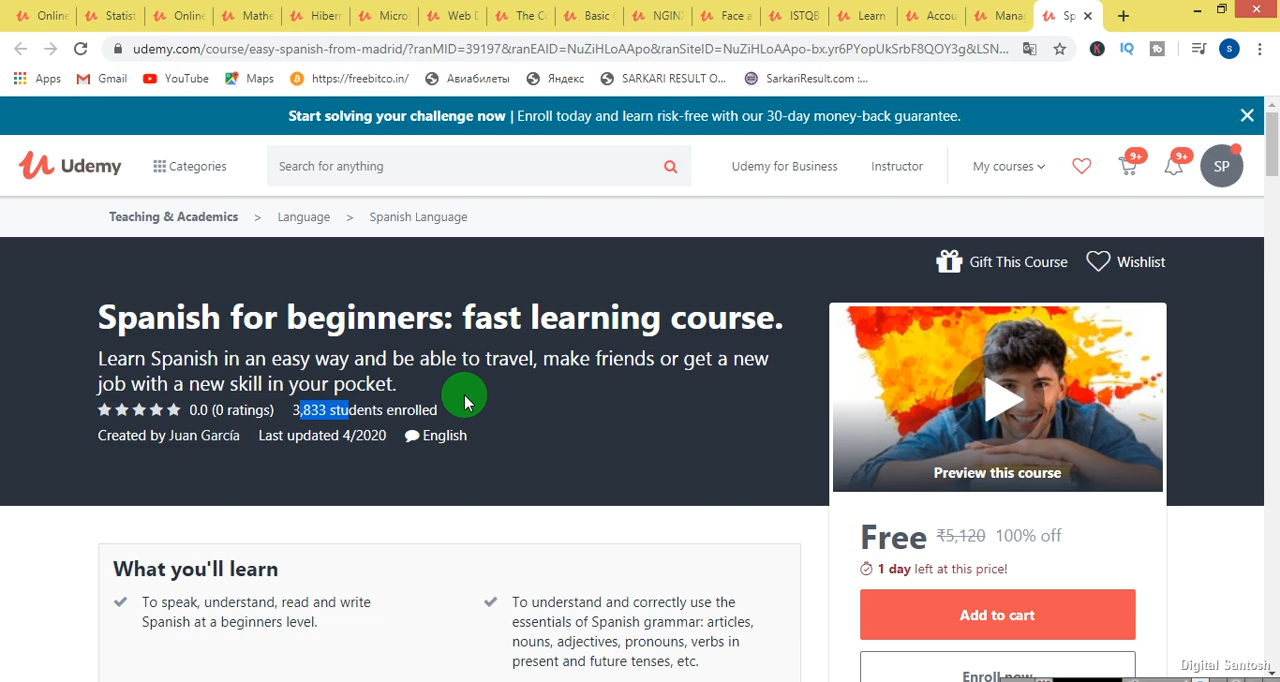 Online
Statist
Online
Mathe
Hibern
Micros
Web D
The Co
Basic
NGINX
Face a
ISTQB
Learn
Accou
Mana
Sp
udemy.com/course/easy-spanish-from-madrid/?ranMID=39197&ranEAID=NuZiHLoAApo&ranSiteID=NuZiHLoAApo-bx.yr6PYopUkSrbF8QOY3g&LSN...
Apps
Gmail
YouTube
Maps
https://freebitco.in/
Авиабилеты
Яндекс
SARKARI RESULT O...
SarkariResult.com :...
Start solving your challenge now | Enroll today and learn risk-free with our 30-day money-back guarantee.
Udemy
Categories
Search for anything
Udemy for Business
Instructor
My courses
9+
9+
SP
Teaching & Academics > Language > Spanish Language
Gift This Course
Wishlist
Spanish for beginners: fast learning course.
Learn Spanish in an easy way and be able to travel, make friends or get a new
job with a new skill in your pocket.
0.0 (0 ratings) 3,833 students enrolled
Created by Juan García Last updated 4/2020 English
Preview this course
Free ₹5,120 100% off
1 day left at this price!
Add to cart
Enroll now
What you'll learn
To speak, understand, read and write
Spanish at a beginners level.
To understand and correctly use the
essentials of Spanish grammar: articles,
nouns, adjectives, pronouns, verbs in
present and future tenses, etc.
Digital Santosh